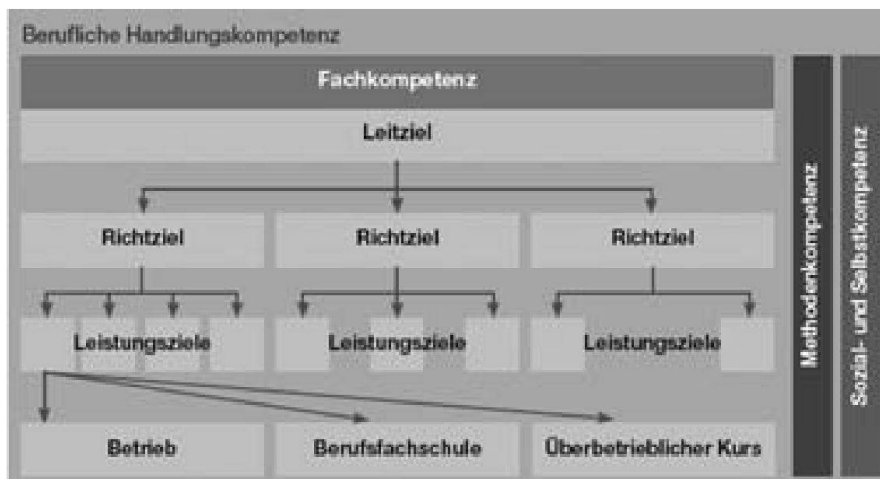 Berufliche Handlungskompetenz
Fachkompetenz
Leitziel
Richtziel
Richtziel
Richtziel
Leistungsziele
Leistungsziele
Leistungsziele
Betrieb
Berufsfachschule
Überbetrieblicher Kurs
Methodenkompetenz
Sozial- und Selbstkompetenz